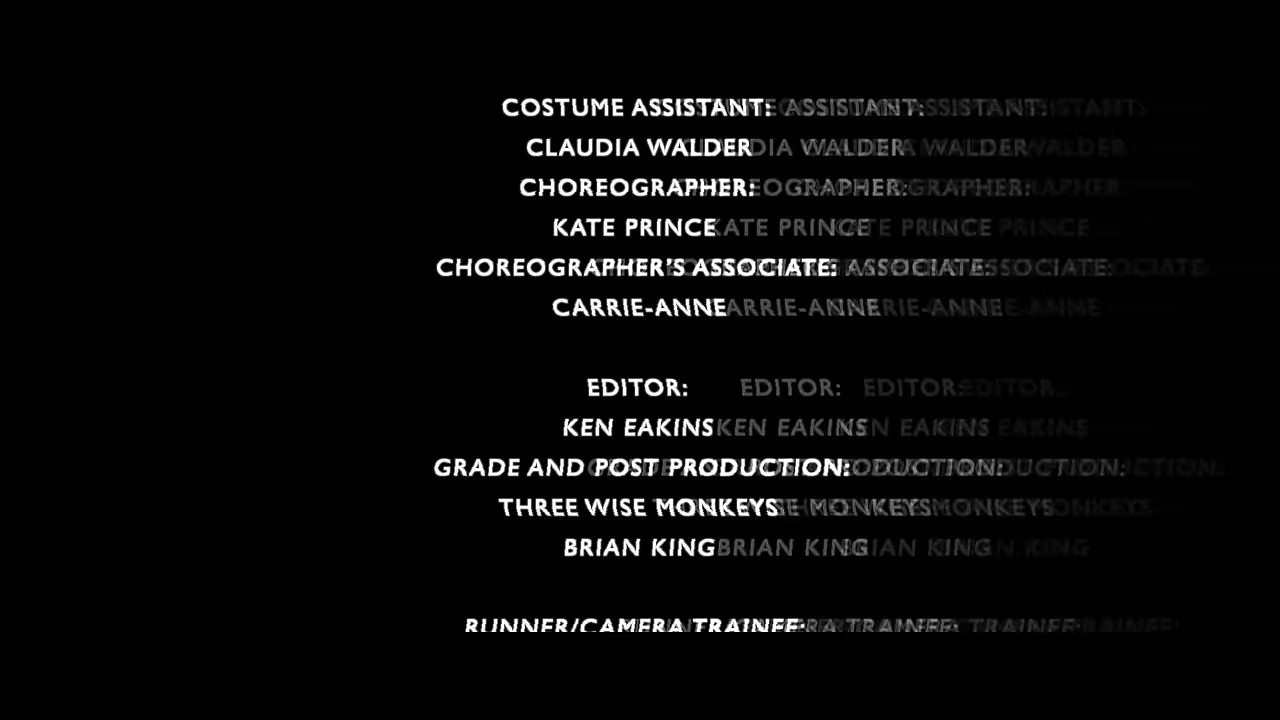 COSTUME ASSISTANT:
CLAUDIA WALDER
CHOREOGRAPHER:
KATE PRINCE
CHOREOGRAPHER'S ASSOCIATE:
CARRIE-ANNE
EDITOR:
KEN EAKINS
GRADE AND POST PRODUCTION:
THREE WISE MONKEYS
BRIAN KING
RUNNER/CAMERA TRAINEE: